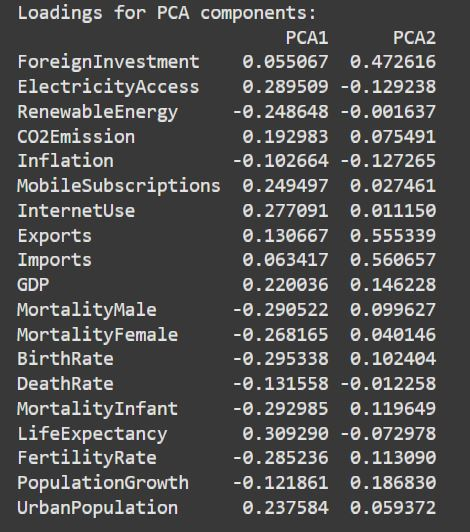 Loadings for PCA components:
PCA1 PCA2
ForeignInvestment 0.055067 0.472616
ElectricityAccess 0.289509 -0.129238
RenewableEnergy -0.248648 -0.001637
CO2Emission 0.192983 0.075491
Inflation -0.102664 -0.127265
MobileSubscriptions 0.249497 0.027461
InternetUse 0.277091 0.011150
Exports 0.130667 0.555339
Imports 0.063417 0.560657
GDP 0.220036 0.146228
MortalityMale -0.290522 0.099627
MortalityFemale -0.268165 0.040146
BirthRate -0.295338 0.102404
DeathRate -0.131558 -0.012258
MortalityInfant -0.292985 0.119649
LifeExpectancy 0.309290 -0.072978
FertilityRate -0.285236 0.113090
PopulationGrowth -0.121861 0.186830
UrbanPopulation 0.237584 0.059372